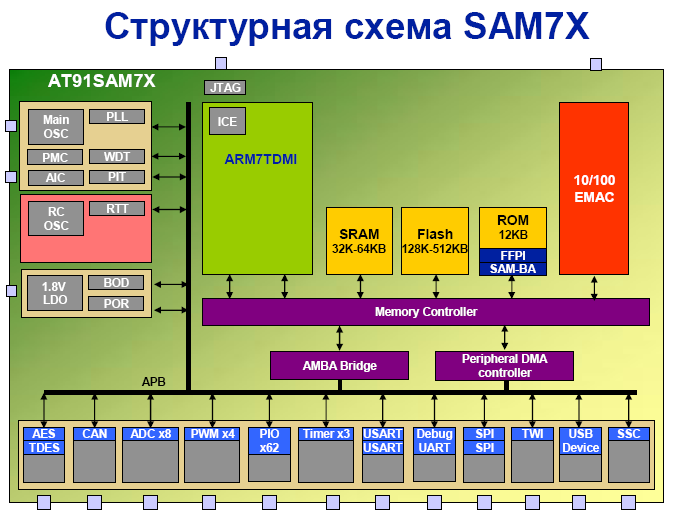 Структурная схема SAM7X
AT91SAM7X
JTAG
Main
OSC
PLL
PMC
WDT
AIC
PIT
RC
OSC
RTT
1.8V
LDO
BOD
POR
ICE
ARM7TDMI
SRAM
32K-64KB
Flash
128K-512KB
ROM
12KB
FFPI
SAM-BA
10/100
EMAC
Memory Controller
AMBA Bridge
Peripheral DMA
controller
APB
AES
TDES
CAN
ADC x8
PWM x4
PIO
x62
Timer x3
USART
USART
Debug
UART
SPI
SPI
TWI
USB
Device
SSC